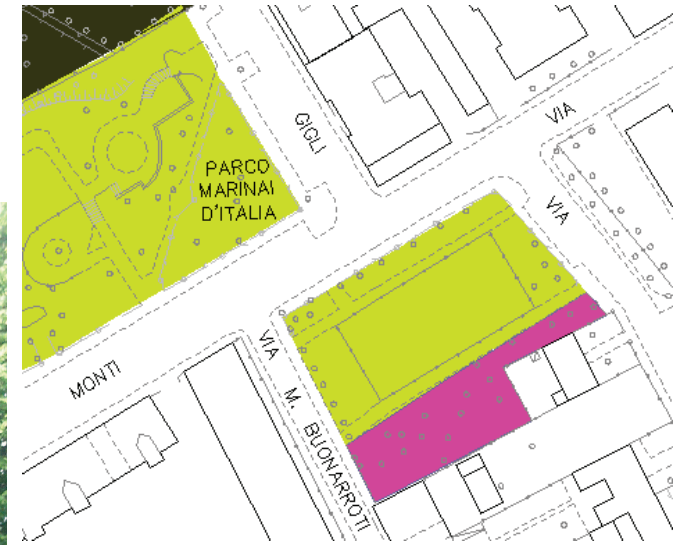 GIGLI
VIA
PARCO
MARINAI
D'ITALIA
VIA
MONTI
VIA M. BUONARROTI